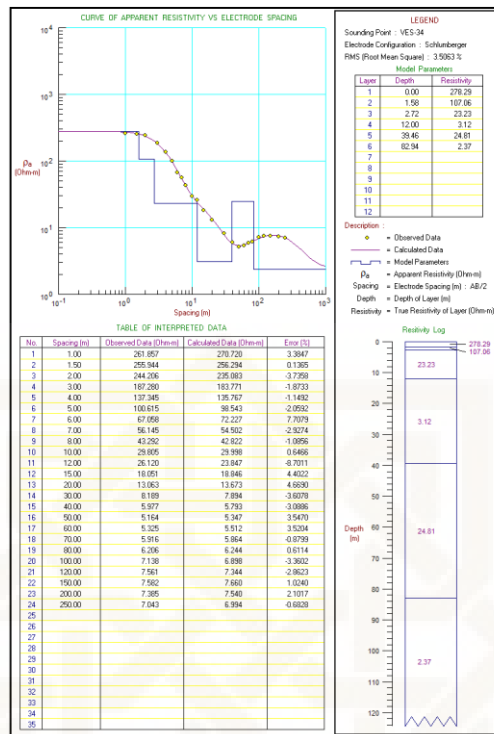 CURVE OF APPARENT RESISTIVITY VS ELECTRODE SPACING
10^4
10^3
10^2
10^1
10^0
ρa
(Ohm-m)
10^-1 10^0 10^1 10^2 10^3
Spacing (m)
LEGEND
Sounding Point : VES-34
Electrode Configuration : Schlumberger
RMS (Root Mean Square) : 3.5063 %
Model Parameters
Layer Depth Resistivity
1 0.00 278.29
2 1.58 107.06
3 2.72 23.23
4 12.00 3.12
5 39.46 24.81
6 82.94 2.37
7
8
9
10
11
12
Description :
= Observed Data
= Calculated Data
= Model Parameters
ρa = Apparent Resistivity (Ohm-m)
Spacing = Electrode Spacing (m) : AB/2
Depth = Depth of Layer (m)
Resistivity = True Resistivity of Layer (Ohm-m)
TABLE OF INTERPRETED DATA
No. Spacing (m) Observed Data (Ohm-m) Calculated Data (Ohm-m) Error (%)
1 1.00 261.857 270.720 3.3847
2 1.50 255.944 256.294 0.1365
3 2.00 244.206 235.083 -3.7358
4 3.00 187.280 183.771 -1.8733
5 4.00 137.345 135.767 -1.1492
6 5.00 100.615 98.543 -2.0592
7 6.00 67.058 72.227 7.7079
8 7.00 56.145 54.502 -2.9274
9 8.00 43.292 42.822 -1.0856
10 10.00 29.805 29.998 0.6466
11 12.00 26.120 23.847 -8.7011
12 15.00 18.051 18.846 4.4022
13 20.00 13.063 13.673 4.6690
14 30.00 8.189 7.894 -3.6078
15 40.00 5.977 5.793 -3.0886
16 50.00 5.164 5.347 3.5470
17 60.00 5.325 5.512 3.5204
18 70.00 5.916 5.864 -0.8799
19 80.00 6.206 6.244 0.6114
20 100.00 7.138 6.898 -3.3602
21 120.00 7.561 7.344 -2.8623
22 150.00 7.582 7.660 1.0240
23 200.00 7.385 7.540 2.1017
24 250.00 7.043 6.994 -0.6828
25
26
27
28
29
30
31
32
33
34
35
Resitivity Log
0
10
20
30
40
50
60
70
80
90
100
110
120
Depth
(m)
278.29
107.06
23.23
3.12
24.81
2.37